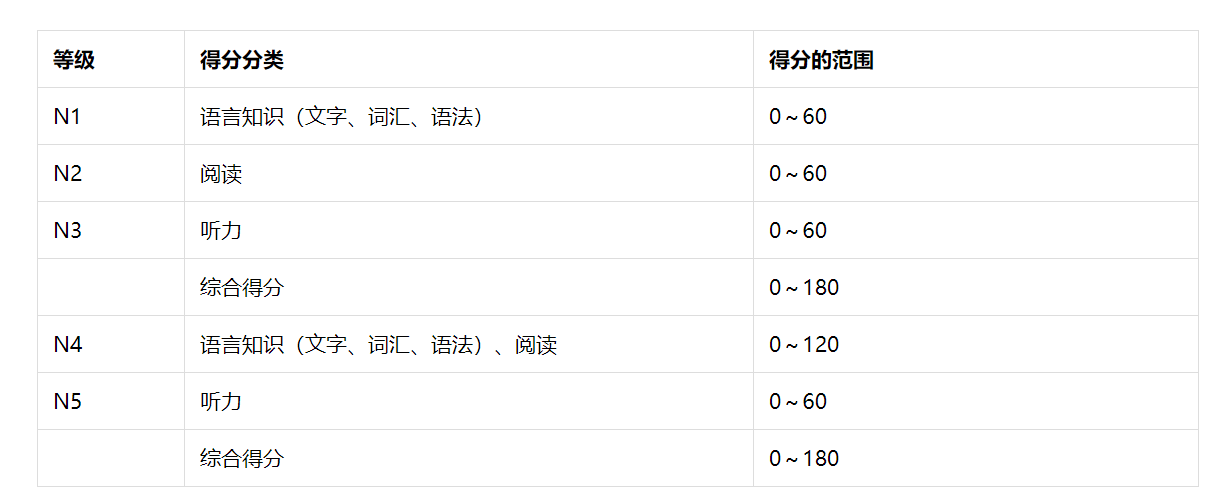 等级 得分分类 得分的范围
N1 语言知识（文字、词汇、语法） 0～60
N2 阅读 0～60
N3 听力 0～60
综合得分 0～180
N4 语言知识（文字、词汇、语法）、阅读 0～120
N5 听力 0～60
综合得分 0～180